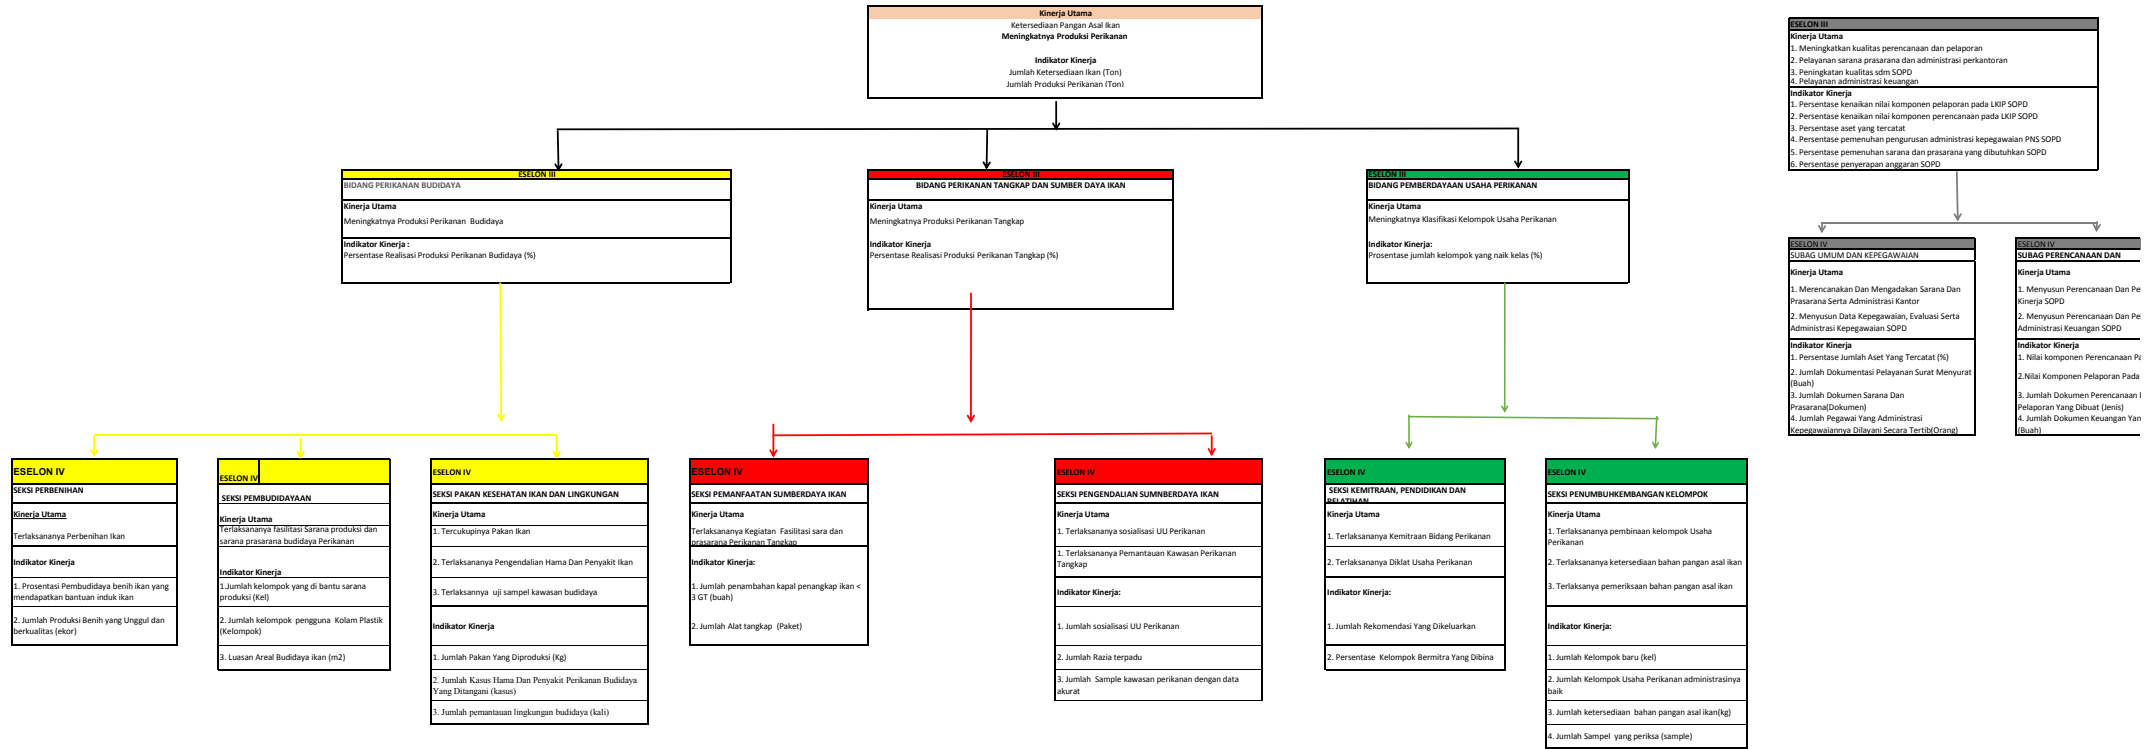 Kinerja Utama
Ketersediaan Pangan Asal Ikan
Meningkatnya Produksi Perikanan
Indikator Kinerja
Jumlah Ketersediaan Ikan (Ton)
Jumlah Produksi Perikanan (Ton)
ESELON III
Kinerja Utama
1. Meningkatkan kualitas perencanaan dan pelaporan
2. Pelayanan sarana prasarana dan administrasi perkantoran
3. Peningkatan kualitas sdm SOPD
4. Pelayanan administrasi keuangan
Indikator Kinerja
1. Persentase kenaikan nilai komponen pelaporan pada LKIP SOPD
2. Persentase kenaikan nilai komponen perencanaan pada LKIP SOPD
3. Persentase aset yang tercatat
4. Persentase pemenuhan pengurusan administrasi kepegawaian PNS SOPD
5. Persentase pemenuhan sarana dan prasarana yang dibutuhkan SOPD
6. Persentase penyerapan anggaran SOPD
ESELON III
BIDANG PERIKANAN BUDIDAYA
Kinerja Utama
Meningkatnya Produksi Perikanan  Budidaya
Indikator Kinerja :
Persentase Realisasi Produksi Perikanan Budidaya (%)
ESELON III
BIDANG PERIKANAN TANGKAP DAN SUMBER DAYA IKAN
Kinerja Utama
Meningkatnya Produksi Perikanan Tangkap
Indikator Kinerja
Persentase Realisasi Produksi Perikanan Tangkap (%)
ESELON III
BIDANG PEMBERDAYAAN USAHA PERIKANAN
Kinerja Utama
Meningkatnya Klasifikasi Kelompok Usaha Perikanan
Indikator Kinerja:
Prosentase jumlah kelompok yang naik kelas (%)
ESELON IV
SUBAG UMUM DAN KEPEGAWAIAN
Kinerja Utama
1. Merencanakan Dan Mengadakan Sarana Dan
Prasarana Serta Administrasi Kantor
2. Menyusun Data Kepegawaian, Evaluasi Serta
Administrasi Kepegawaian SOPD
Indikator Kinerja
1. Persentase Jumlah Aset Yang Tercatat (%)
2. Jumlah Dokumentasi Pelayanan Surat Menyurat
(Buah)
3. Jumlah Dokumen Sarana Dan
Prasarana(Dokumen)
4. Jumlah Pegawai Yang Administrasi
Kepegawaiannya Dilayani Secara Tertib(Orang)
ESELON IV
SUBAG PERENCANAAN DAN
Kinerja Utama
1. Menyusun Perencanaan Dan
Kinerja SOPD
2. Menyusun Perencanaan Dan
Administrasi Keuangan SOPD
Indikator Kinerja
1. Nilai komponen Perencanaan
2.Nilai Komponen Pelaporan Pada
3. Jumlah Dokumen Perencanaan
Pelaporan Yang Dibuat (Jenis)
4. Jumlah Dokumen Keuangan
(Buah)
ESELON IV
SEKSI PERBENIHAN
Kinerja Utama
Terlaksananya Perbenihan Ikan
Indikator Kinerja
1. Prosentasi Pembudidaya benih ikan yang
mendapatkan bantuan induk ikan
2. Jumlah Produksi Benih yang Unggul dan
berkualitas (ekor)
ESELON IV
SEKSI PEMBUDIDAYAAN
Kinerja Utama
Terlaksananya fasilitasi Sarana produksi dan
sarana prasarana budidaya Perikanan
Indikator Kinerja
1.Jumlah kelompok yang di bantu sarana
produksi (Kel)
2. Jumlah kelompok  pengguna  Kolam Plastik
(Kelompok)
3. Luasan Areal Budidaya ikan (m2)
ESELON IV
SEKSI PAKAN KESEHATAN IKAN DAN LINGKUNGAN
Kinerja Utama
1. Tercukupinya Pakan Ikan
2. Terlaksananya Pengendalian Hama Dan Penyakit Ikan
3. Terlaksannya  uji sampel kawasan budidaya
Indikator Kinerja
1. Jumlah Pakan Yang Diproduksi (Kg)
2. Jumlah Kasus Hama Dan Penyakit Perikanan Budidaya
Yang Ditangani (kasus)
3. Jumlah pemantauan lingkungan budidaya (kali)
ESELON IV
SEKSI PEMANFAATAN SUMBERDAYA IKAN
Kinerja Utama
Terlaksananya Kegiatan  Fasilitasi sara dan
prasarana Perikanan Tangkap
Indikator Kinerja:
1. Jumlah penambahan kapal penangkap ikan <
3 GT (buah)
2. Jumlah Alat tangkap  (Paket)
ESELON IV
SEKSI PENGENDALIAN SUMNBERDAYA IKAN
Kinerja Utama
1. Terlaksananya sosialisasi UU Perikanan
1. Terlaksananya Pemantauan Kawasan Perikanan
Tangkap
Indikator Kinerja:
1. Jumlah sosialisasi UU Perikanan
2. Jumlah Razia terpadu
3. Jumlah  Sample kawasan perikanan dengan data
akurat
ESELON IV
SEKSI KEMITRAAN, PENDIDIKAN DAN
PELATIHAN
Kinerja Utama
1. Terlaksananya Kemitraan Bidang Perikanan
2. Terlaksananya Diklat Usaha Perikanan
Indikator Kinerja:
1. Jumlah Rekomendasi Yang Dikeluarkan
2. Persentase  Kelompok Bermitra Yang Dibina
ESELON IV
SEKSI PENUMBUHKEMBANGAN KELOMPOK
Kinerja Utama
1. Terlaksananya pembinaan kelompok Usaha
Perikanan
2. Terlaksananya ketersediaan bahan pangan asal ikan
3. Terlaksanya pemeriksaan bahan pangan asal ikan
Indikator Kinerja:
1. Jumlah Kelompok baru (kel)
2. Jumlah Kelompok Usaha Perikanan administrasinya
baik
3. Jumlah ketersediaan  bahan pangan asal ikan(kg)
4. Jumlah Sampel  yang periksa (sample)